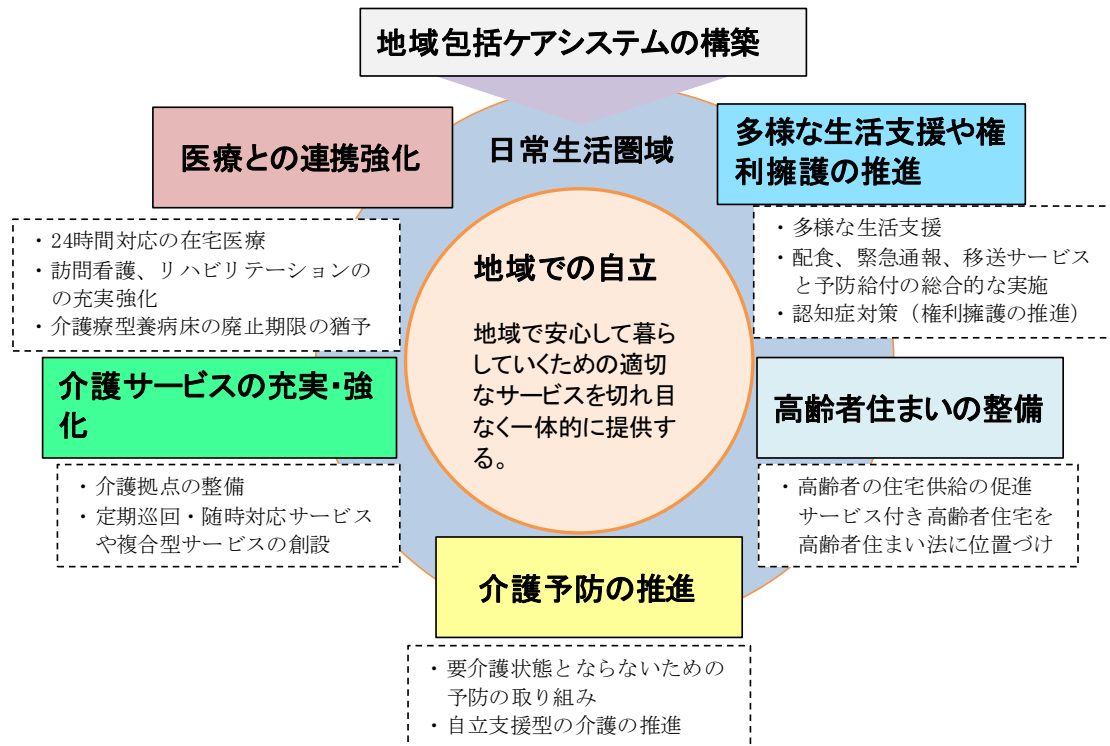 地域包括ケアシステムの構築
日常生活圏域
医療との連携強化
・24時間対応の在宅医療
・訪問看護、リハビリテーションの
の充実強化
・介護療型養病床の廃止期限の猶予
多様な生活支援や権
利擁護の推進
・多様な生活支援
・配食、緊急通報、移送サービス
と予防給付の総合的な実施
・認知症対策（権利擁護の推進）
地域での自立
地域で安心して暮ら
していくための適切
なサービスを切れ目
なく一体的に提供す
る。
介護サービスの充実・強
化
・介護拠点の整備
・定期巡回・随時対応サービス
や複合型サービスの創設
高齢者住まいの整備
・高齢者の住宅供給の促進
サービス付き高齢者住宅を
高齢者住まい法に位置づけ
介護予防の推進
・要介護状態とならないための
予防の取り組み
・自立支援型の介護の推進